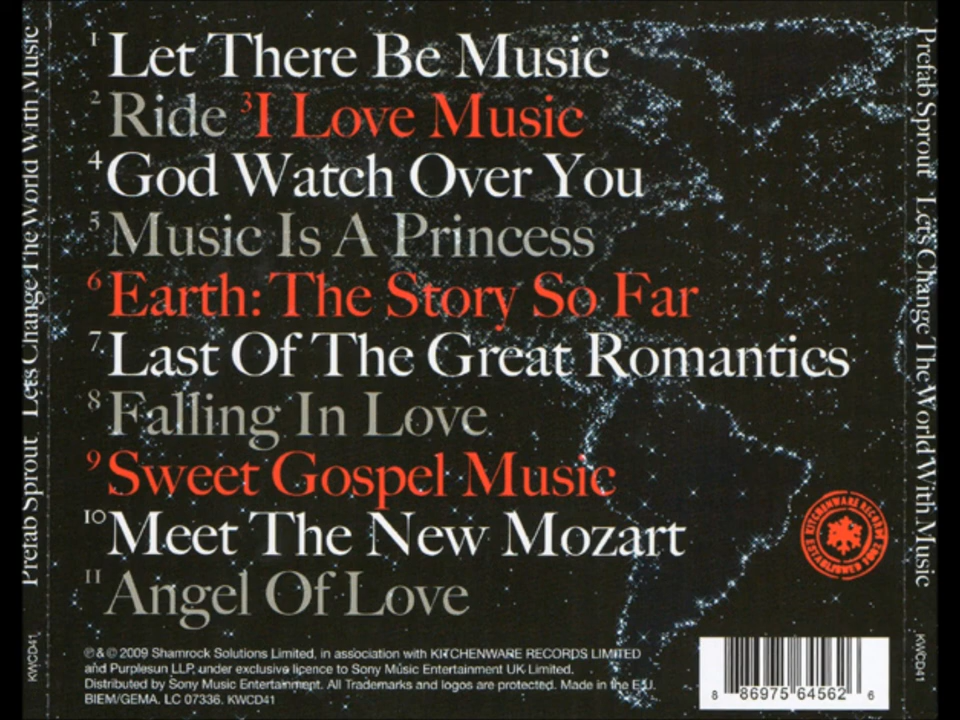 1 Let There Be Music
2 Ride 3 I Love Music
4 God Watch Over You
5 Music Is A Princess
6 Earth: The Story So Far
7 Last Of The Great Romantics
8 Falling In Love
9 Sweet Gospel Music
10 Meet The New Mozart
11 Angel Of Love
℗ & © 2009 Shamrock Solutions Limited, in association with KITCHENWARE RECORDS LIMITED
and Purplesun LLP, under exclusive licence to Sony Music Entertainment UK Limited.
Distributed by Sony Music Entertainment. All Trademarks and logos are protected. Made in the E.U.
BIEM/GEMA. LC 07336. KWCD41
KITCHENWARE RECORDS
ESTABLISHED
8 86975 64562 6
Prefab Sprout Let's Change The World With Music
KWCD41
Prefab Sprout Let's Change The World With Music
KWCD41